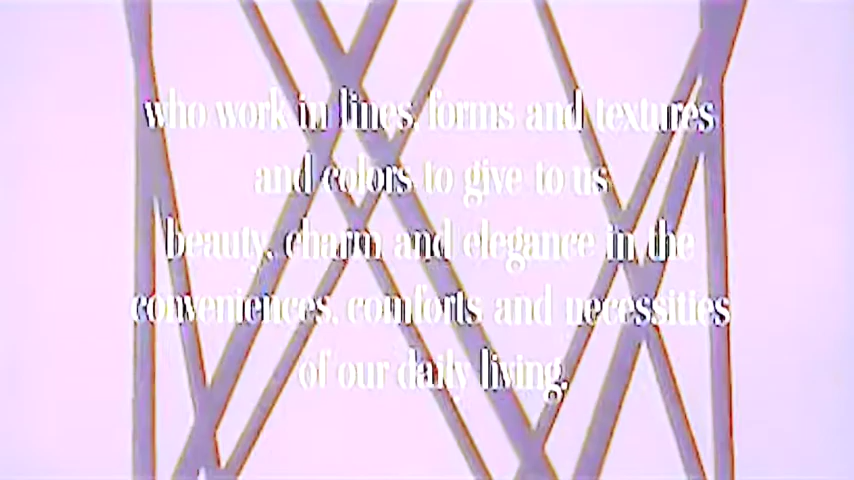 who work in lines, forms and textures
and colors to give to us
beauty, charm and elegance in the
conveniences, comforts and necessities
of our daily living.